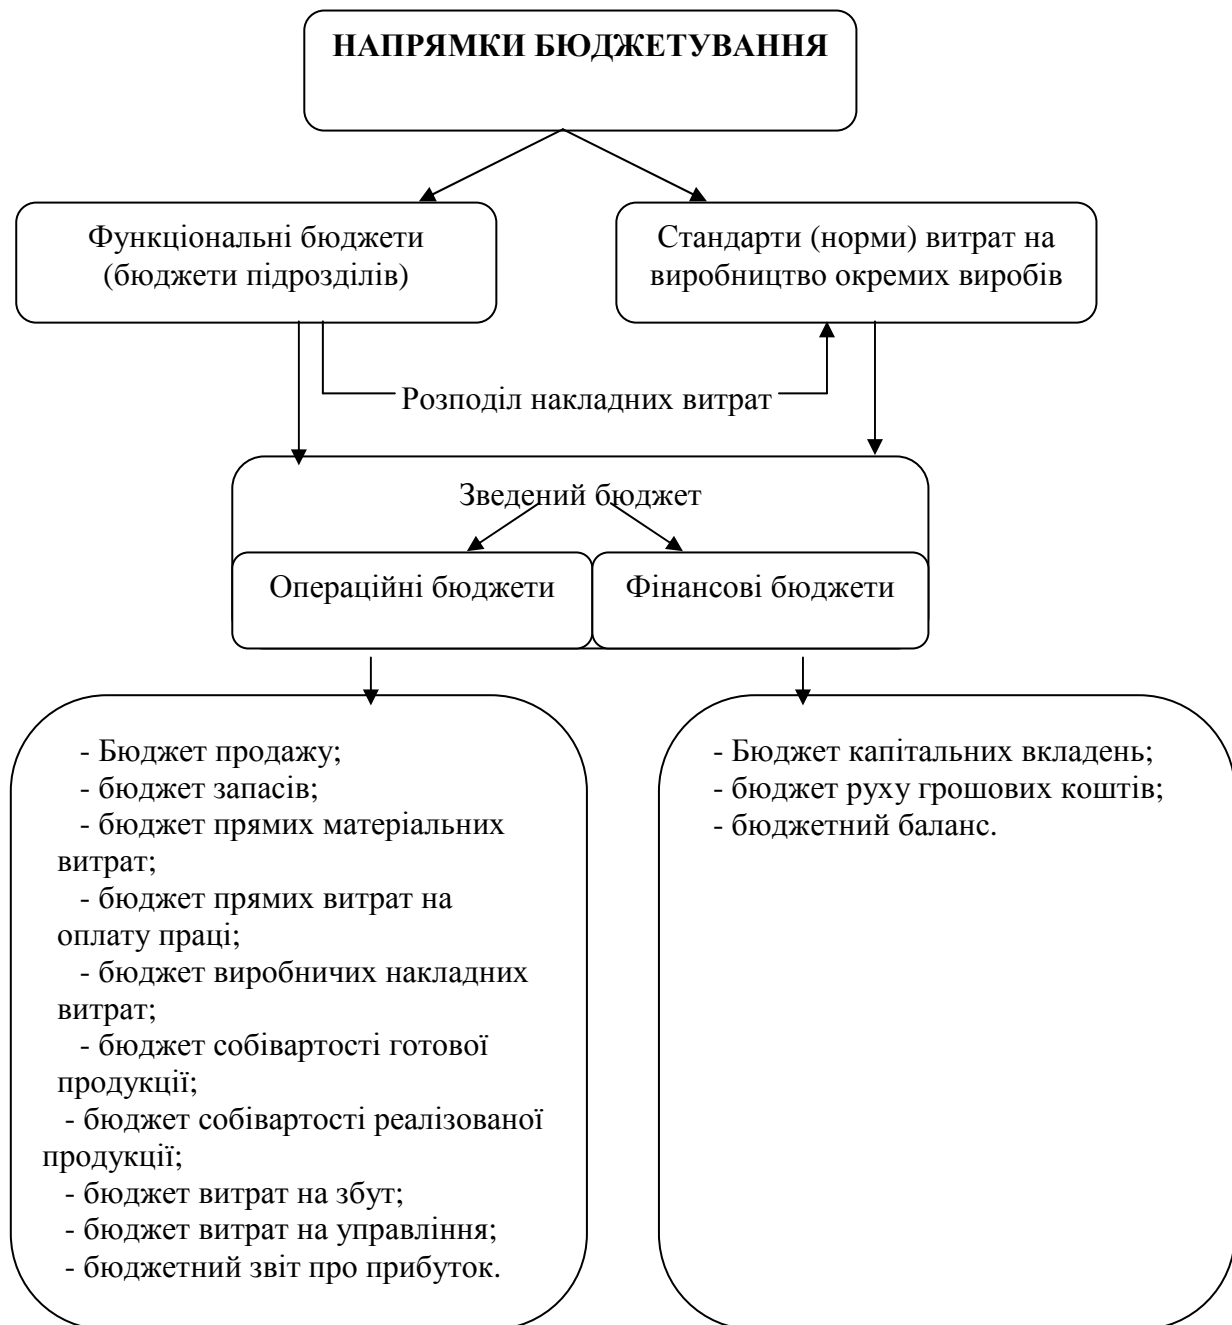 НАПРЯМКИ БЮДЖЕТУВАННЯ
Функціональні бюджети
(бюджети підрозділів)
Стандарти (норми) витрат на
виробництво окремих виробів
Розподіл накладних витрат
Зведений бюджет
Операційні бюджети
Фінансові бюджети
- Бюджет продажу;
- бюджет запасів;
- бюджет прямих матеріальних
витрат;
- бюджет прямих витрат на
оплату праці;
- бюджет виробничих накладних
витрат;
- бюджет собівартості готової
продукції;
- бюджет собівартості реалізованої
продукції;
- бюджет витрат на збут;
- бюджет витрат на управління;
- бюджетний звіт про прибуток.
- Бюджет капітальних вкладень;
- бюджет руху грошових коштів;
- бюджетний баланс.